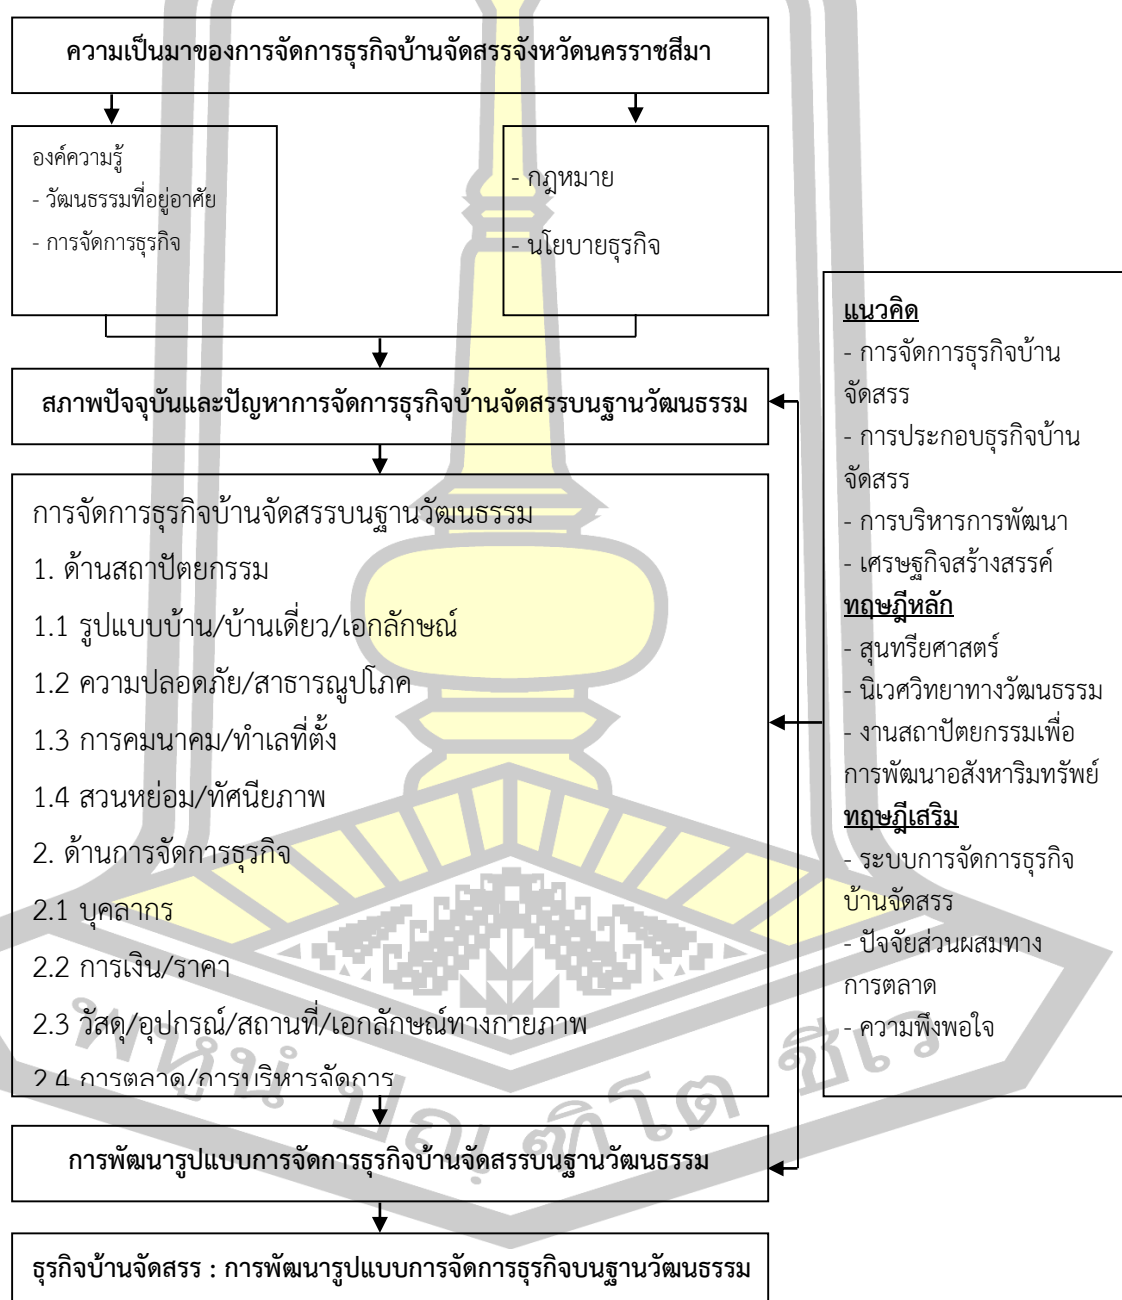 ความเป็นมาของการจัดการธุรกิจบ้านจัดสรรจังหวัดนครราชสีมา
องค์ความรู้
- วัฒนธรรมที่อยู่อาศัย
- การจัดการธุรกิจ
- กฎหมาย
- นโยบายธุรกิจ
สภาพปัจจุบันและปัญหาการจัดการธุรกิจบ้านจัดสรรบนฐานวัฒนธรรม
การจัดการธุรกิจบ้านจัดสรรบนฐานวัฒนธรรม
1. ด้านสถาปัตยกรรม
1.1 รูปแบบบ้าน/บ้านเดี่ยว/เอกลักษณ์
1.2 ความปลอดภัย/สาธารณูปโภค
1.3 การคมนาคม/ทำเลที่ตั้ง
1.4 สวนหย่อม/ทัศนียภาพ
2. ด้านการจัดการธุรกิจ
2.1 บุคลากร
2.2 การเงิน/ราคา
2.3 วัสดุ/อุปกรณ์/สถานที่/เอกลักษณ์ทางกายภาพ
2.4 การตลาด/การบริหารจัดการ
การพัฒนารูปแบบการจัดการธุรกิจบ้านจัดสรรบนฐานวัฒนธรรม
ธุรกิจบ้านจัดสรร : การพัฒนารูปแบบการจัดการธุรกิจบนฐานวัฒนธรรม
แนวคิด
- การจัดการธุรกิจบ้าน
จัดสรร
- การประกอบธุรกิจบ้าน
จัดสรร
- การบริหารการพัฒนา
- เศรษฐกิจสร้างสรรค์
ทฤษฎีหลัก
- สุนทรียศาสตร์
- นิเวศวิทยาทางวัฒนธรรม
- งานสถาปัตยกรรมเพื่อ
การพัฒนาอสังหาริมทรัพย์
ทฤษฎีเสริม
- ระบบการจัดการธุรกิจ
บ้านจัดสรร
- ปัจจัยส่วนผสมทาง
การตลาด
- ความพึงพอใจ
พหูนํ ปณฺฑิโต ชีเว